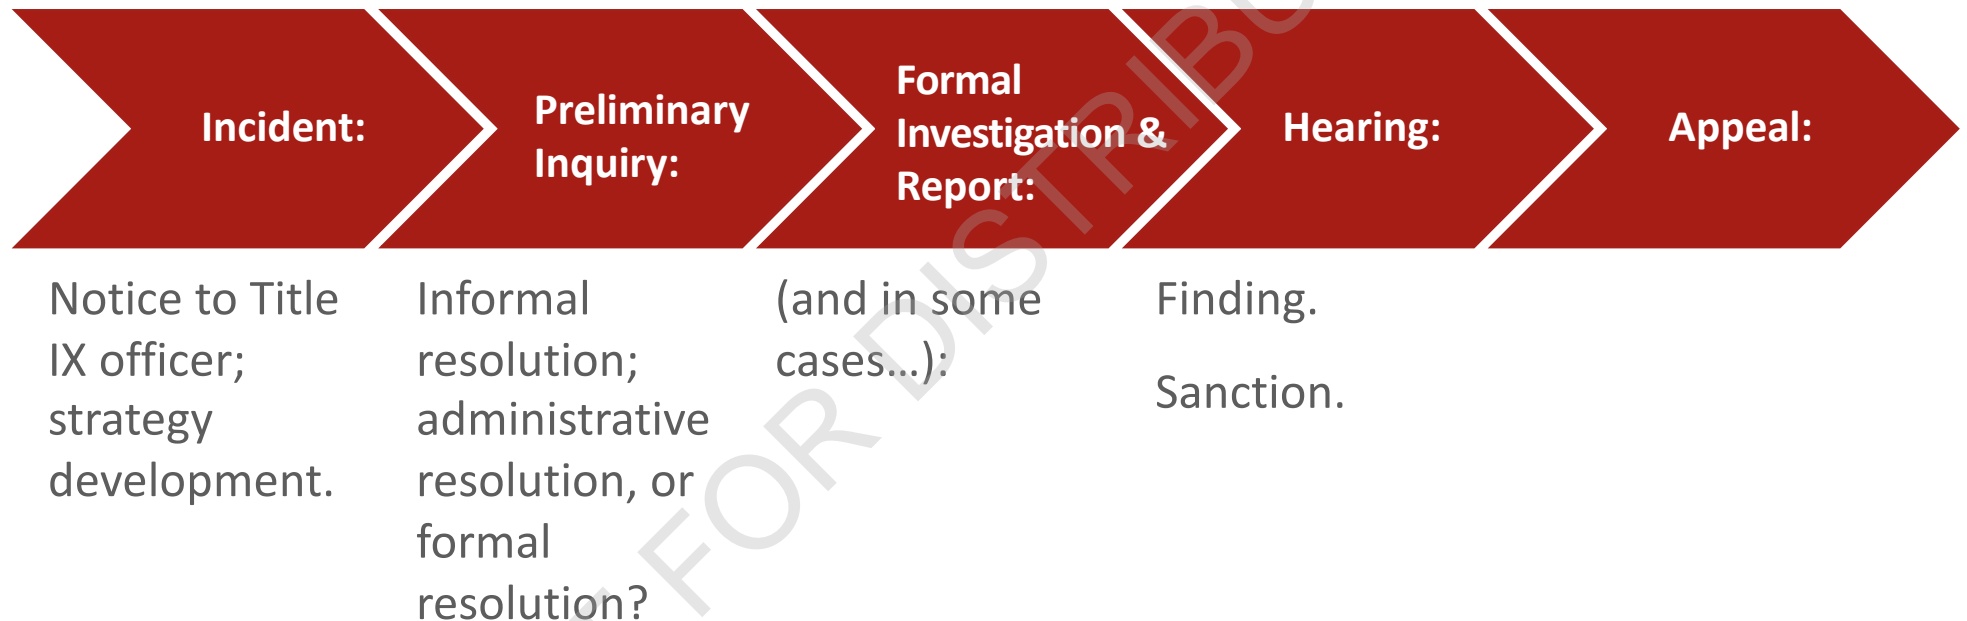 Incident:
Preliminary
Inquiry:
Formal
Investigation &
Report:
Hearing:
Appeal:
Notice to Title
IX officer;
strategy
development.
Informal
resolution;
administrative
resolution, or
formal
resolution?
(and in some
cases...):
Finding.
Sanction.
FOR DISTRIBU